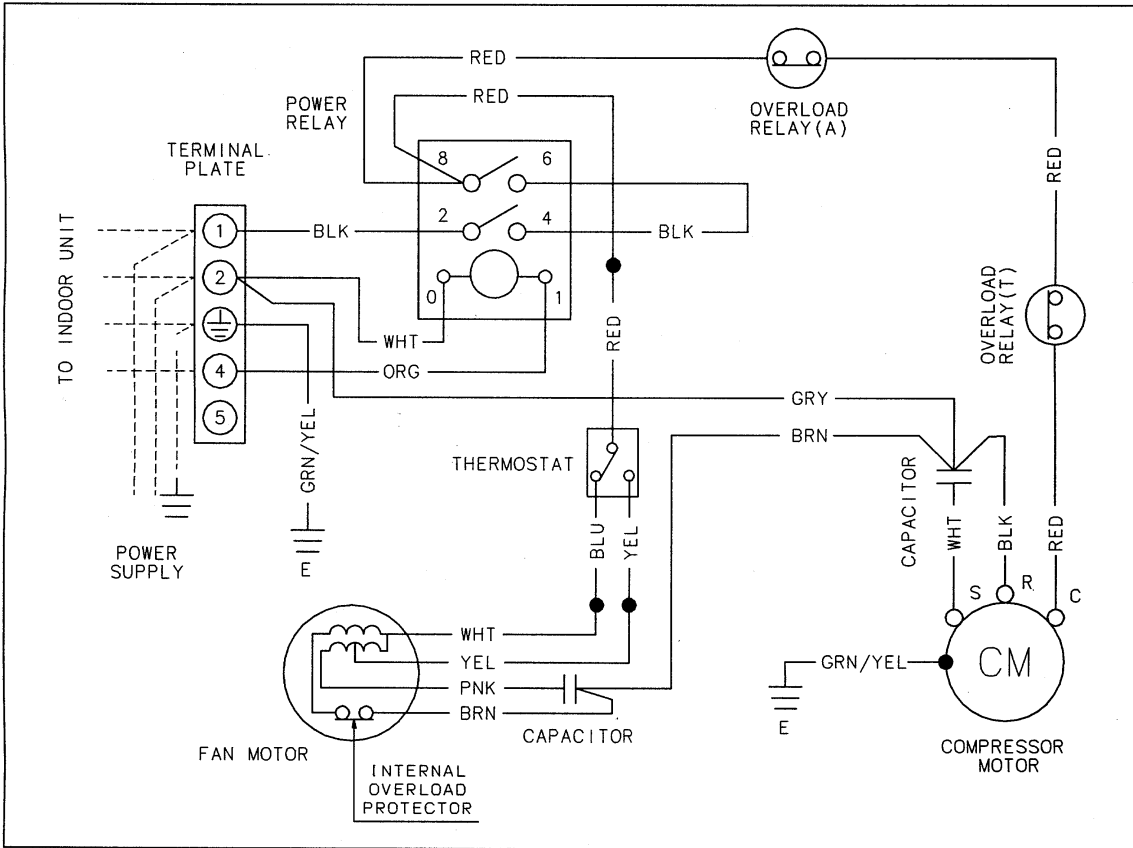 RED
OVERLOAD
RELAY(A)
RED
POWER
RELAY
TERMINAL
PLATE
8
6
RED
1
BLK
2
4
BLK
TO INDOOR UNIT
2
0
1
RED
OVERLOAD
RELAY(T)
WHT
4
ORG
5
GRN/YEL
GRY
BRN
THERMOSTAT
CAPACITOR
POWER
SUPPLY
E
BLU
YEL
WHT
BLK
RED
S
R
C
WHT
YEL
PNK
BRN
GRN/YEL
CM
E
FAN MOTOR
CAPACITOR
COMPRESSOR
MOTOR
INTERNAL
OVERLOAD
PROTECTOR